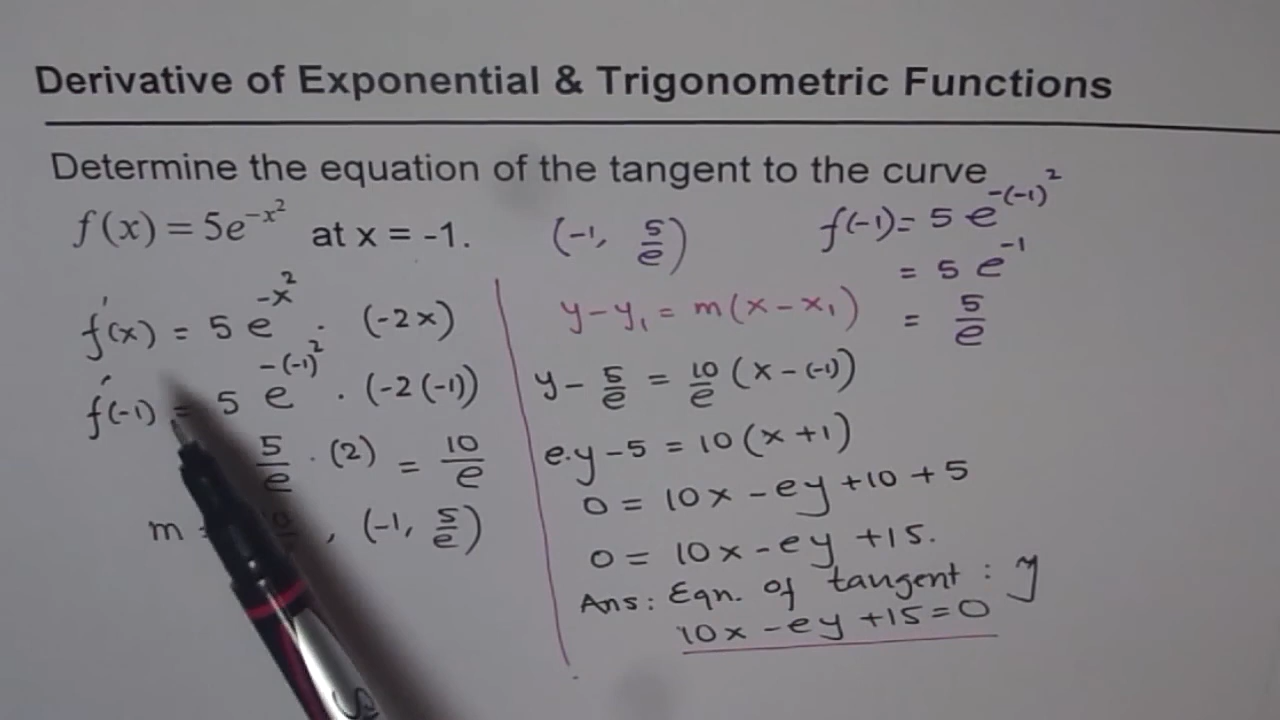 Derivative of Exponential & Trigonometric Functions
Determine the equation of the tangent to the curve
f(x) = 5e^{-x^2} at x = -1.
(-1, 5/e)
f(-1) = 5 e^{-(-1)^2}
= 5 e^{-1}
= 5/e
f'(x) = 5 e^{-x^2} · (-2x)
f'(-1) = 5 e^{-(-1)^2} · (-2(-1))
5/e · (2) = 10/e
m = 10/e, (-1, 5/e)
y - y₁ = m(x - x₁)
y - 5/e = 10/e (x - (-1))
e.y - 5 = 10(x + 1)
0 = 10x - ey + 10 + 5
0 = 10x - ey + 15.
Ans: Eqn. of tangent : y
10x - ey + 15 = 0